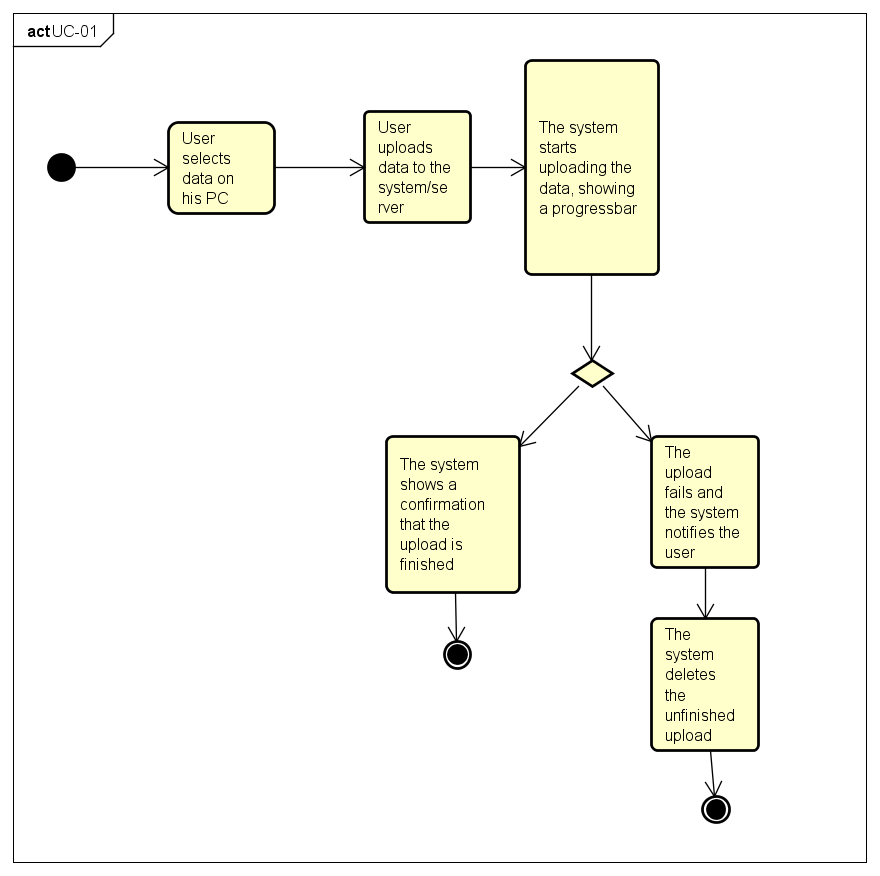 act UC-01
User
selects
data on
his PC
User
uploads
data to the
system/se
rver
The system
starts
uploading the
data, showing
a progressbar
The system
shows a
confirmation
that the
upload is
finished
The
upload
fails and
the system
notifies the
user
The
system
deletes
the
unfinished
upload